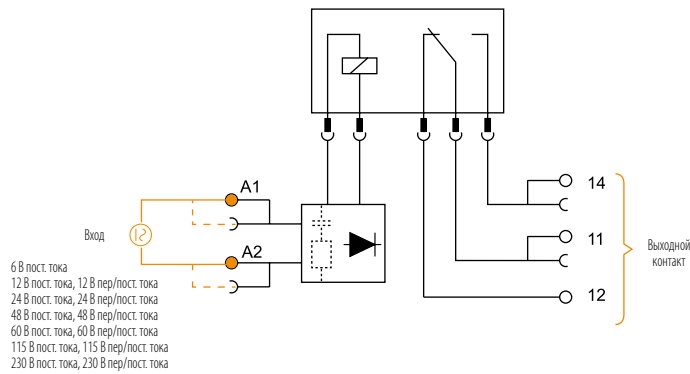 A1
14
Вход
A2
11
Выходной
контакт
12
6 В пост. тока
12 В пост. тока, 12 В пер/пост. тока
24 В пост. тока, 24 В пер/пост. тока
48 В пост. тока, 48 В пер/пост. тока
60 В пост. тока, 60 В пер/пост. тока
115 В пост. тока, 115 В пер/пост. тока
230 В пост. тока, 230 В пер/пост. тока